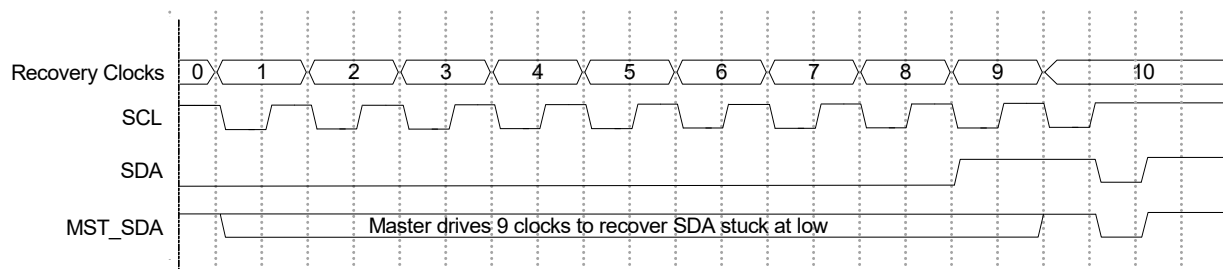 Recovery Clocks 0 1 2 3 4 5 6 7 8 9 10
SCL
SDA
MST_SDA Master drives 9 clocks to recover SDA stuck at low